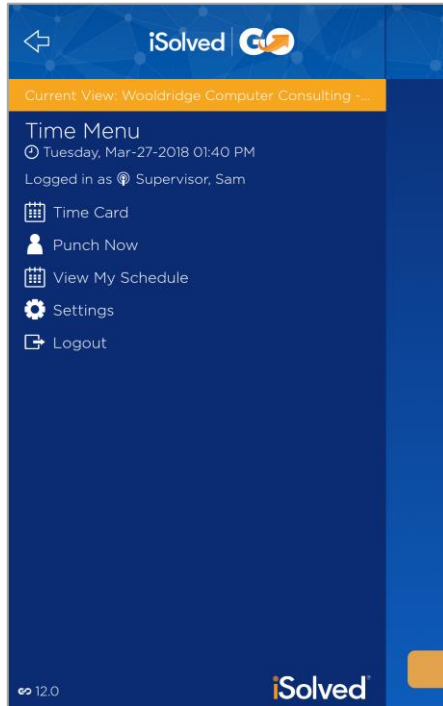 iSolved GO
Current View: Wooldridge Computer Consulting -...
Time Menu
Tuesday, Mar-27-2018 01:40 PM
Logged in as Supervisor, Sam
Time Card
Punch Now
View My Schedule
Settings
Logout
12.0
iSolved